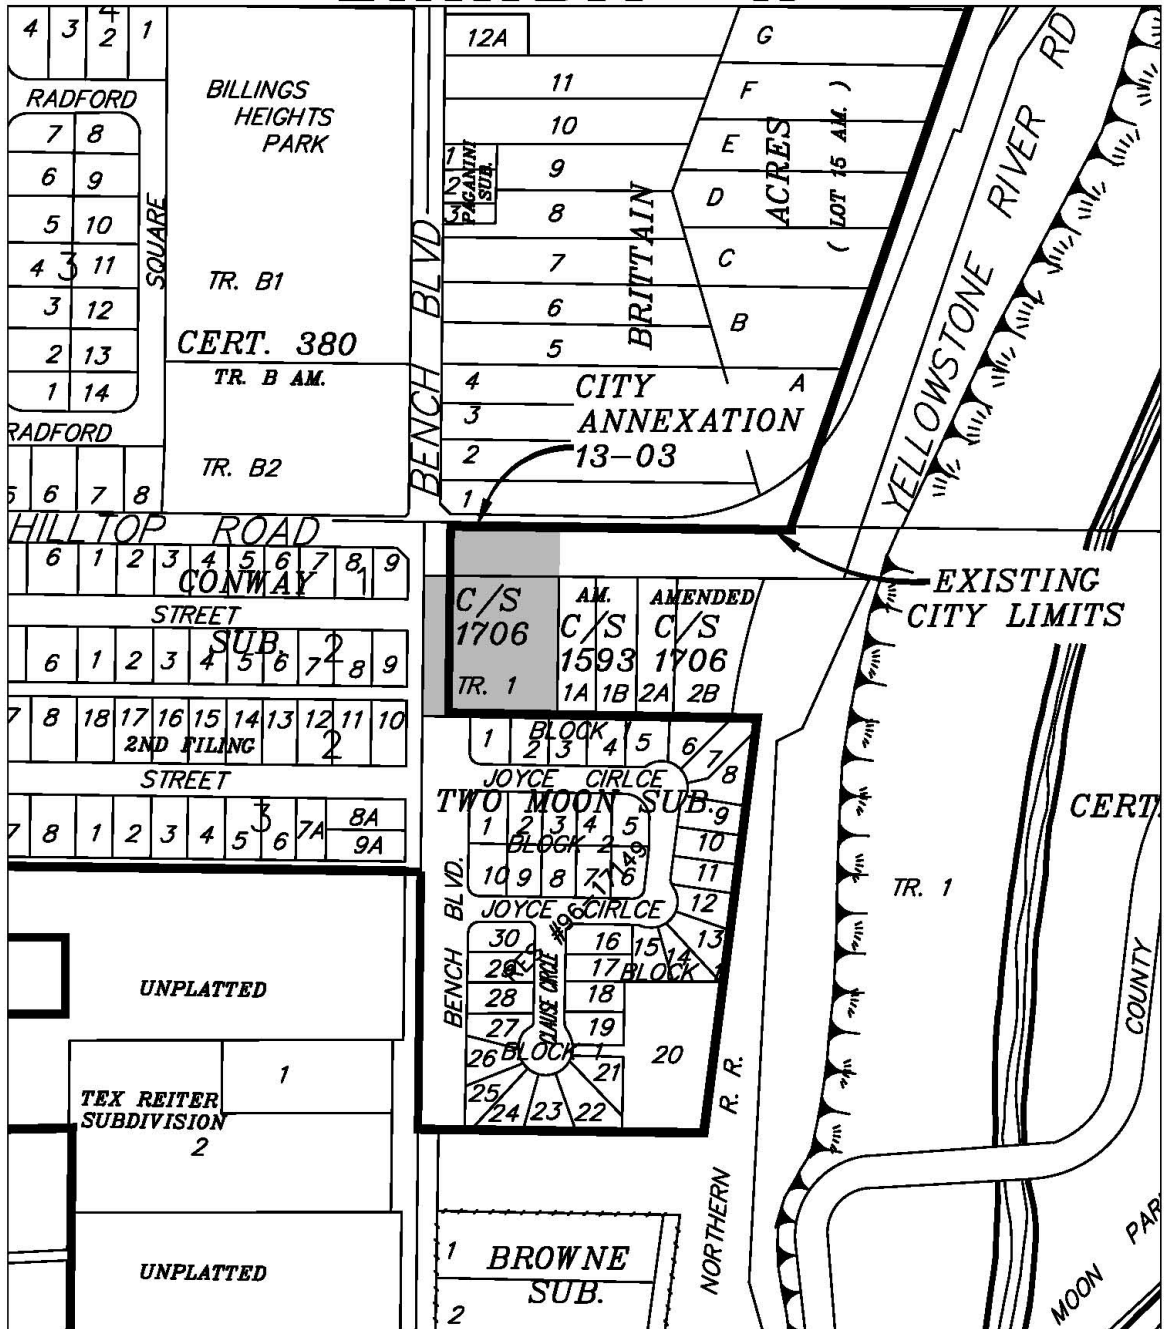 4 3 4 2 1
12A
G
RADFORD
BILLINGS
HEIGHTS
PARK
11
F
10
E
7 8
6 9
5 10
4 3 11
3 12
2 13
1 14
SQUARE
1
2
3
PAGANINI
SUB.
9
8
7
6
5
4
3
2
1
D
C
B
A
BRITTAIN
ACRES
( LOT 15 AM. )
YELLOWSTONE RIVER RD
BENCH BLVD
TR. B1
CERT. 380
TR. B AM.
TR. B2
RADFORD
6 7 8
CITY
ANNEXATION
13-03
HILLTOP ROAD
6 1 2 3 4 5 6 7 8 9
CONWAY 1
STREET
SUB. 2
6 1 2 3 4 5 6 7 8 9
7 8 18 17 16 15 14 13 12 11 10
2ND FILING 2
STREET
3
7 8 1 2 3 4 5 6 7A 8A
9A
C/S
1706
TR. 1
AM.
C/S
1593
1A 1B
AMENDED
C/S
1706
2A 2B
EXISTING
CITY LIMITS
BLOCK 1
1 2 3 4 5 6 7 8
JOYCE CIRLCE
TWO MOON SUB.
1 2 3 4 5
BLOCK 2
10 9 8 7 6
9
10
11
12
13
14
15
JOYCE CIRLCE
BENCH BLVD.
30
29
28
27
26
25
24 23 22
CLAUSE CIRCLE
16
17 BLOCK 1
18
19
BLOCK 1
21
20
CERT.
TR. 1
COUNTY
UNPLATTED
1
TEX REITER
SUBDIVISION
2
UNPLATTED
1
BROWNE
SUB.
2
NORTHERN R. R.
MOON PAR